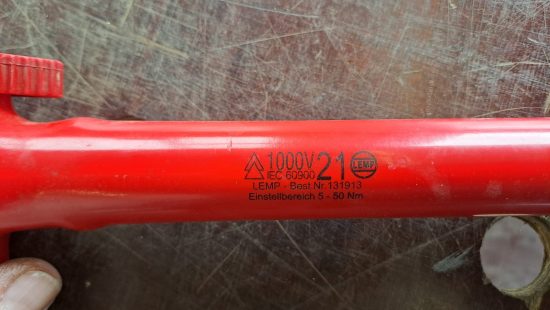 1000V 21 LEMP
IEC 60900
LEMP - Best Nr.131913
Einstellbereich 5 - 50 Nm